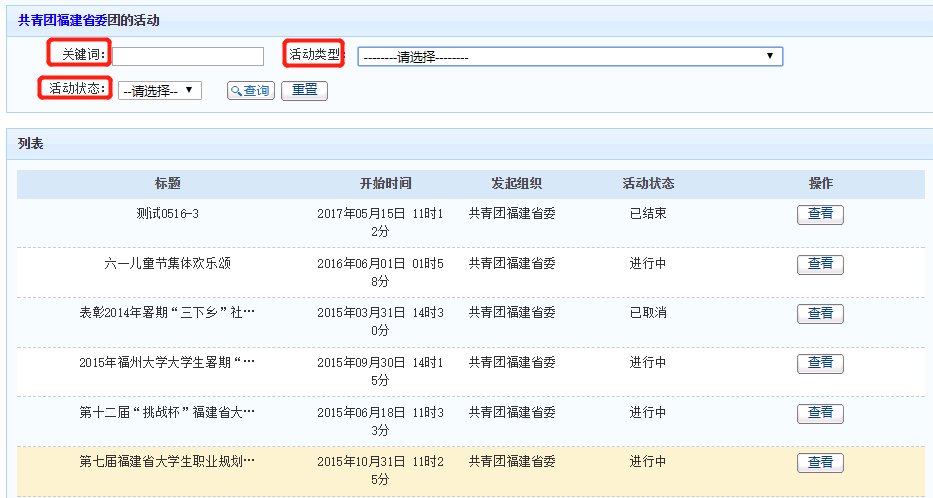 共青团福建省委团的活动
关键词: 活动类型: --------请选择--------
活动状态: --请选择-- 查询 重置
列表
标题 开始时间 发起组织 活动状态 操作
测试0516-3 2017年05月15日 11时12分 共青团福建省委 已结束 查看
六一儿童节集体欢乐颂 2016年06月01日 01时58分 共青团福建省委 进行中 查看
表彰2014年暑期“三下乡”社… 2015年03月31日 14时30分 共青团福建省委 已取消 查看
2015年福州大学大学生暑期“… 2015年09月30日 14时15分 共青团福建省委 进行中 查看
第十二届“挑战杯”福建省大… 2015年06月18日 11时33分 共青团福建省委 进行中 查看
第七届福建省大学生职业规划… 2015年10月31日 11时25分 共青团福建省委 进行中 查看